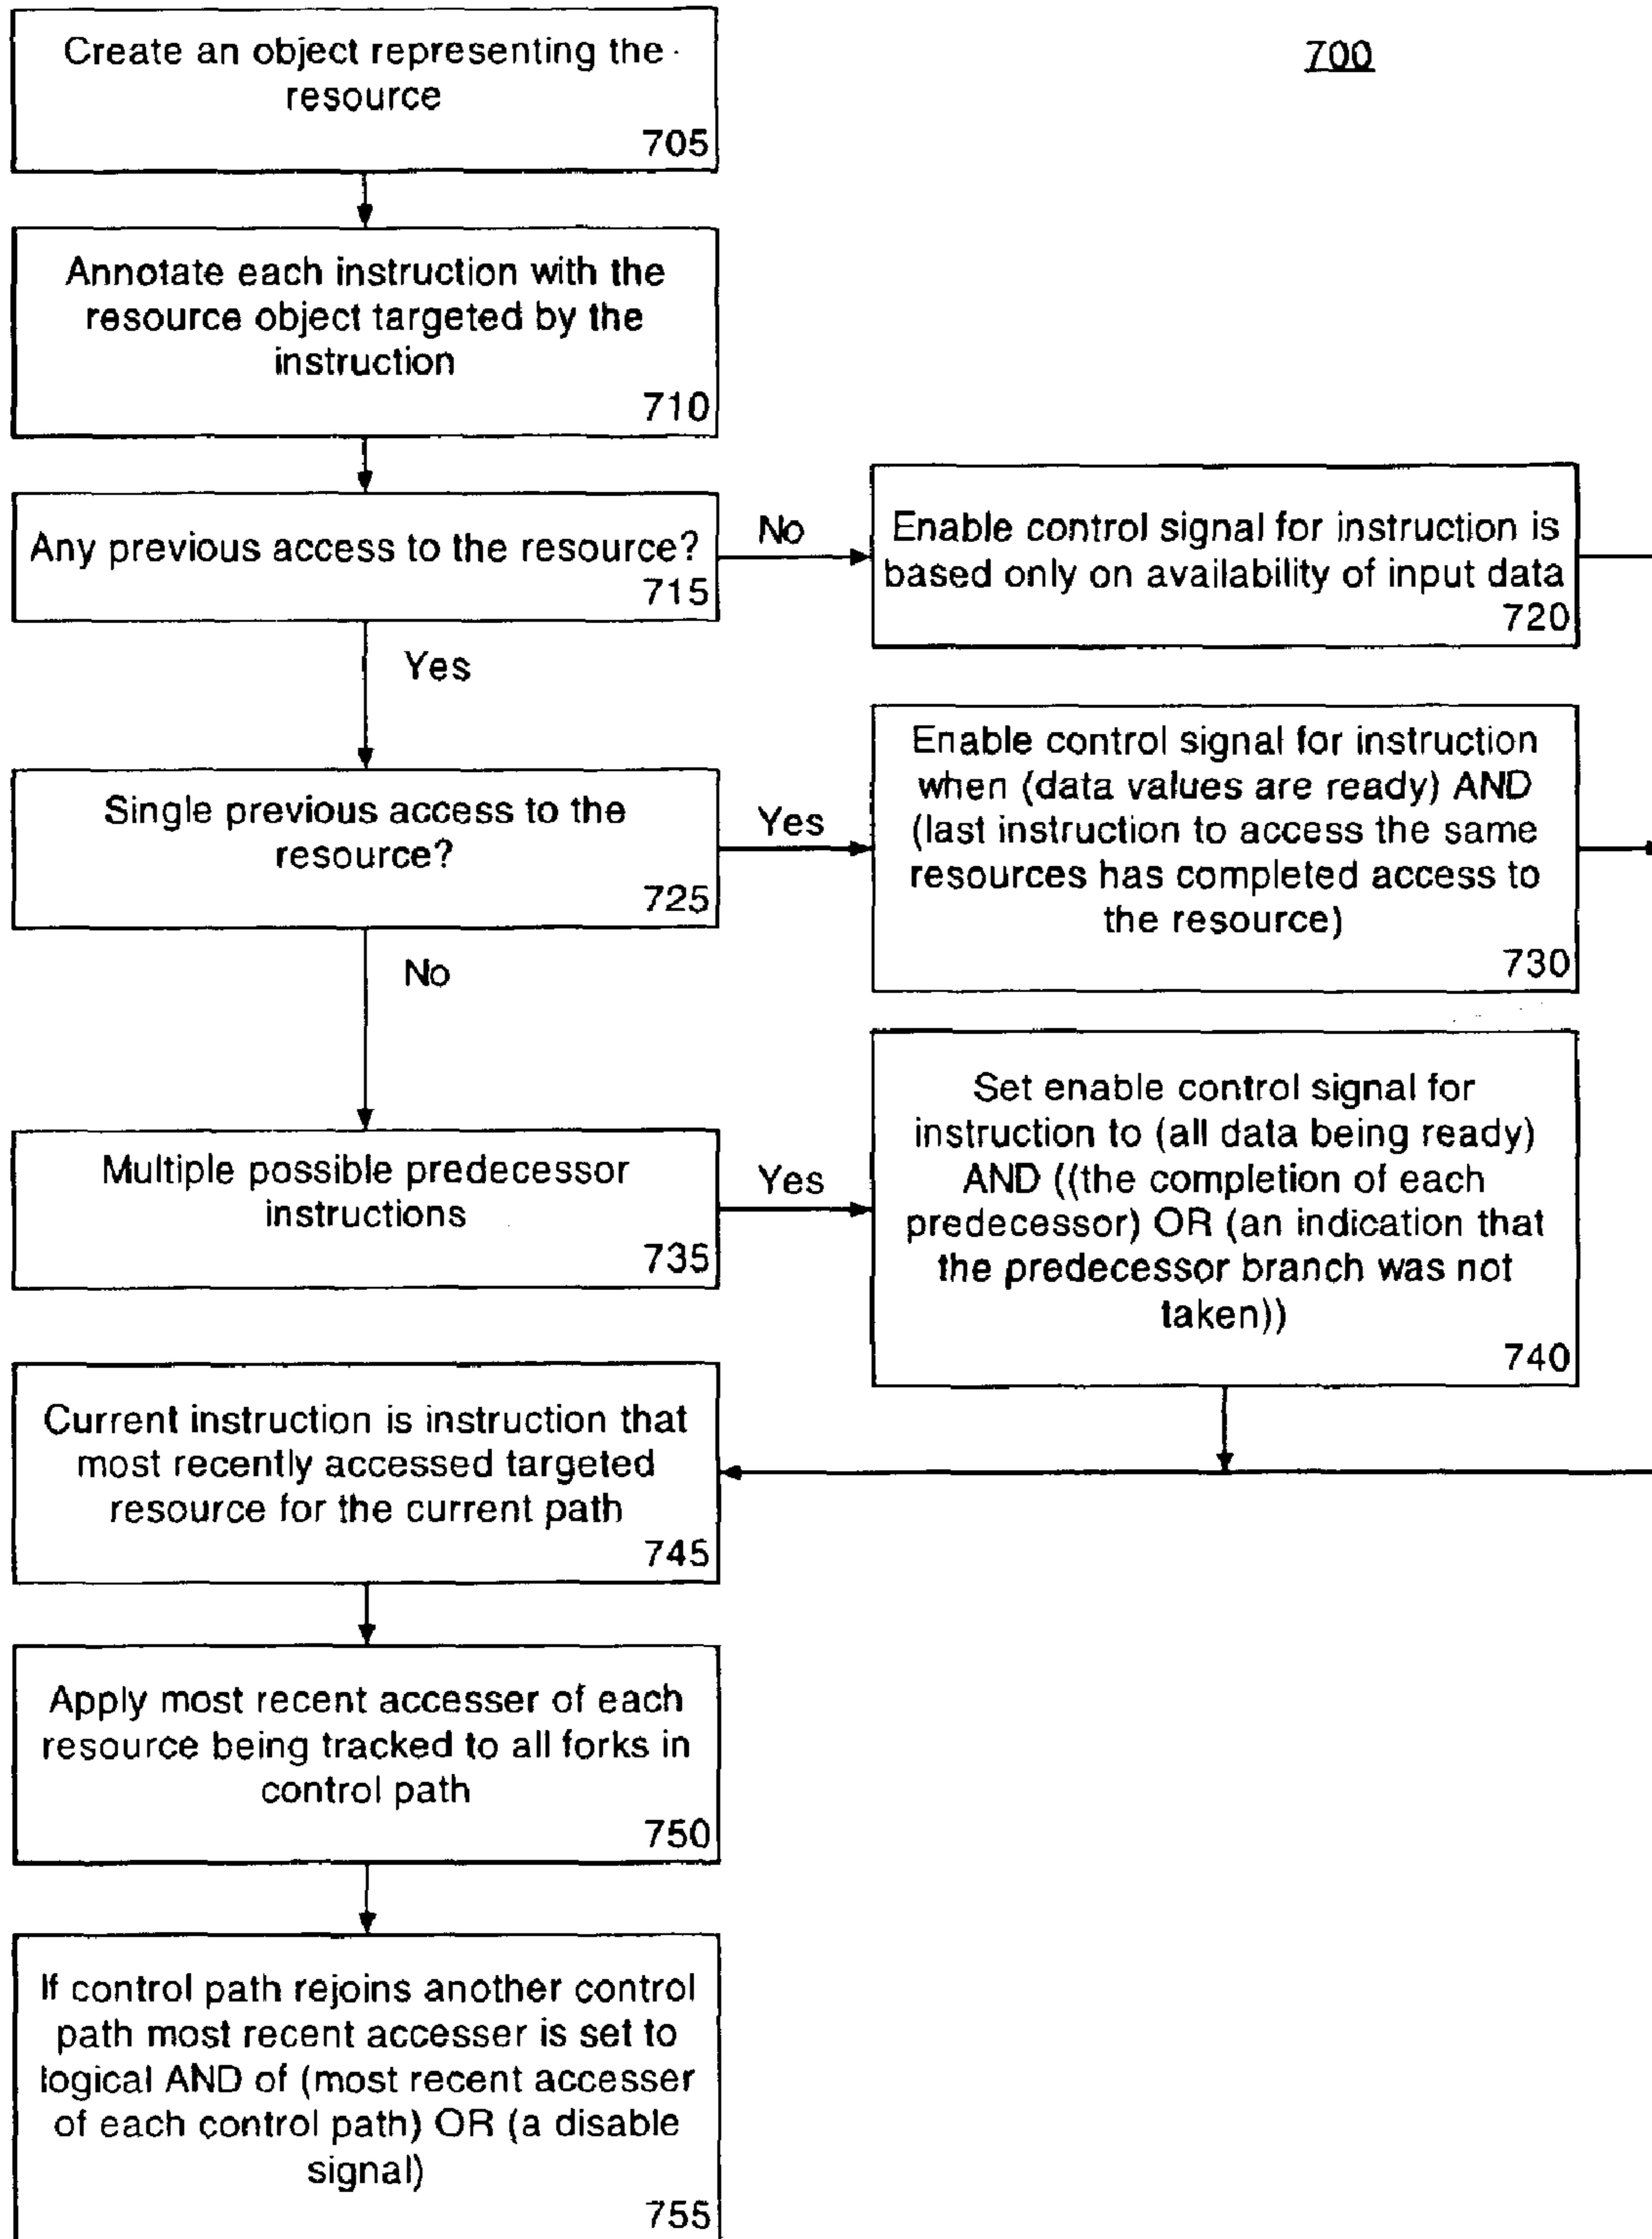 700
Create an object representing the
resource
705
Annotate each instruction with the
resource object targeted by the
instruction
710
Any previous access to the resource?
715
No
Enable control signal for instruction is
based only on availability of input data
720
Yes
Single previous access to the
resource?
725
Yes
Enable control signal for instruction
when (data values are ready) AND
(last instruction to access the same
resources has completed access to
the resource)
730
No
Multiple possible predecessor
instructions
735
Yes
Set enable control signal for
instruction to (all data being ready)
AND ((the completion of each
predecessor) OR (an indication that
the predecessor branch was not
taken))
740
Current instruction is instruction that
most recently accessed targeted
resource for the current path
745
Apply most recent accesser of each
resource being tracked to all forks in
control path
750
If control path rejoins another control
path most recent accesser is set to
logical AND of (most recent accesser
of each control path) OR (a disable
signal)
755